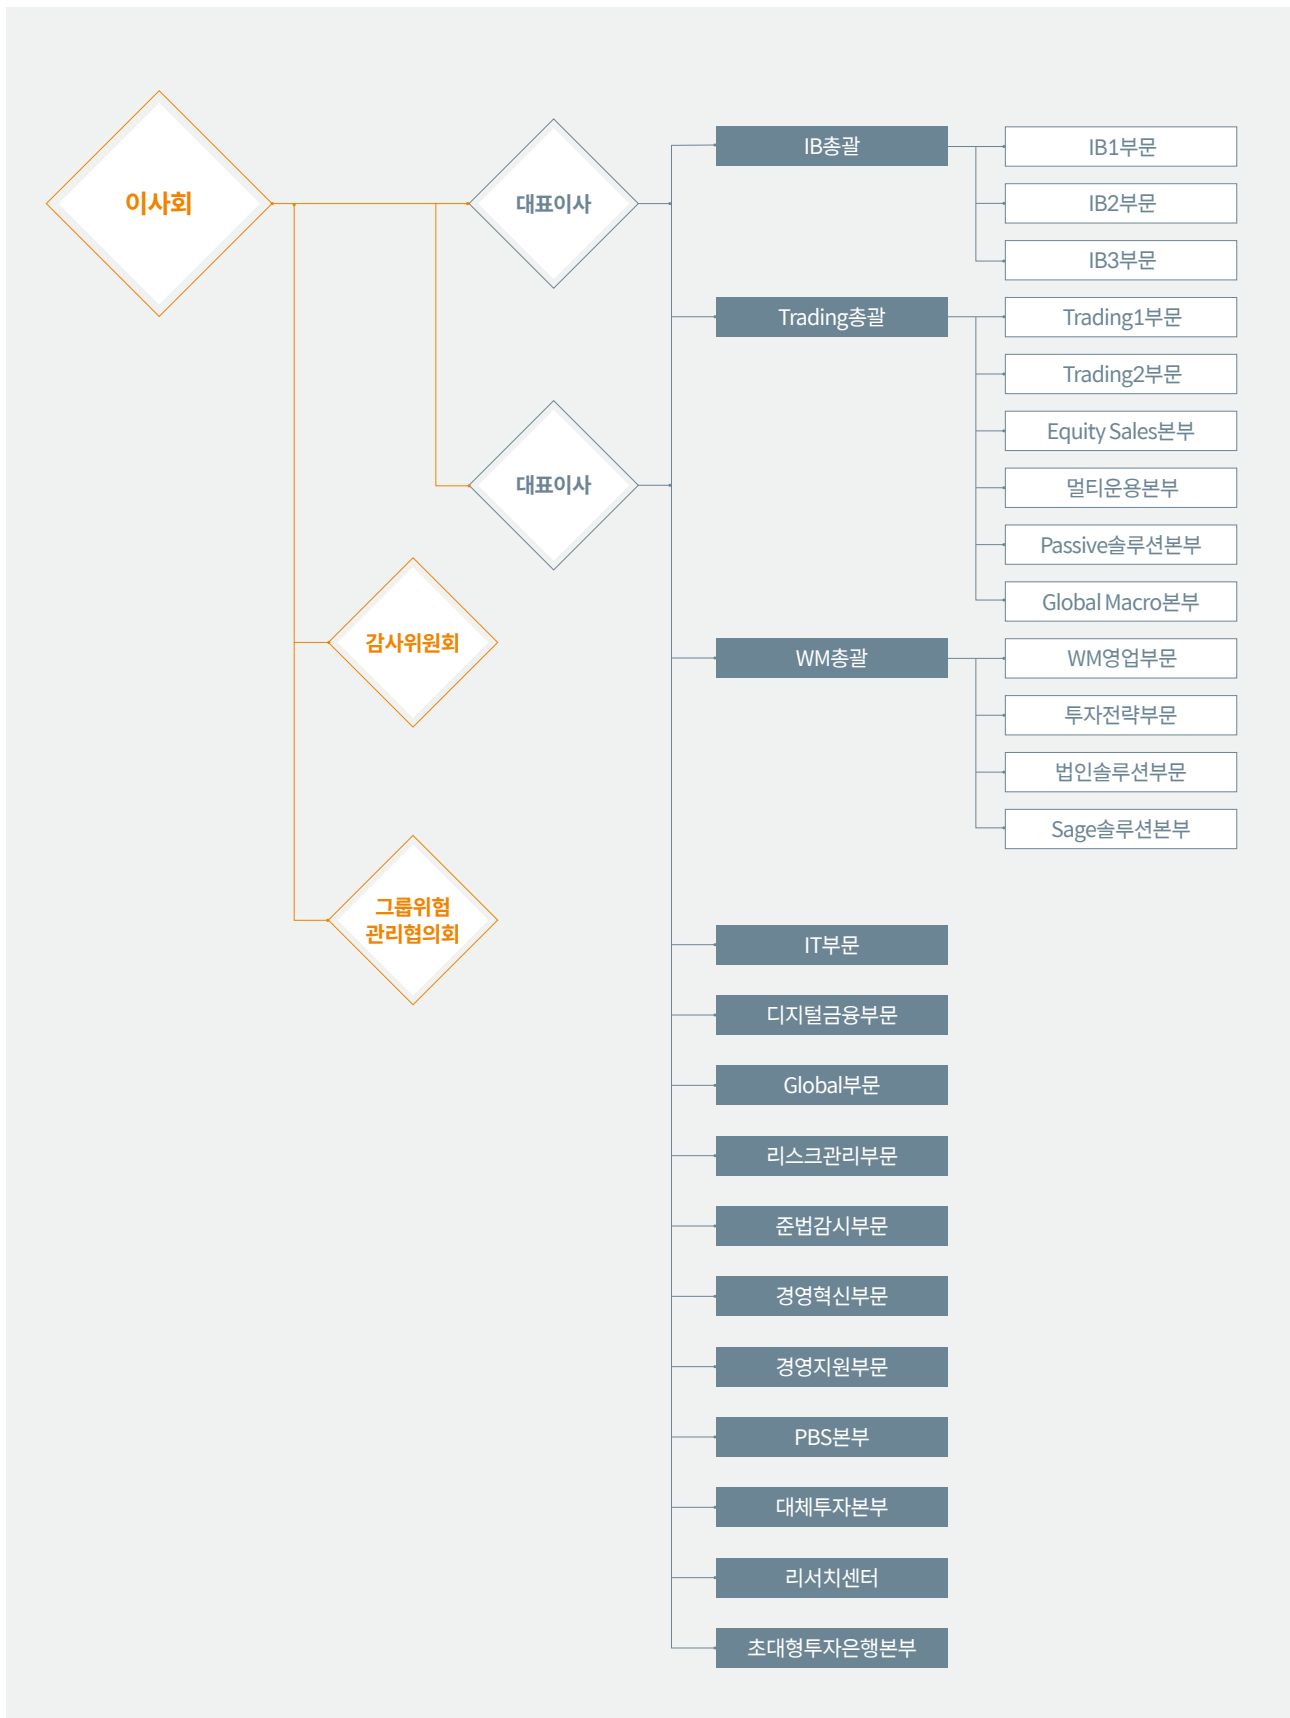 이사회
대표이사
대표이사
감사위원회
그룹위험
관리협의회
IB총괄
IB1부문
IB2부문
IB3부문
Trading총괄
Trading1부문
Trading2부문
Equity Sales본부
멀티운용본부
Passive솔루션본부
Global Macro본부
WM총괄
WM영업부문
투자전략부문
법인솔루션부문
Sage솔루션본부
IT부문
디지털금융부문
Global부문
리스크관리부문
준법감시부문
경영혁신부문
경영지원부문
PBS본부
대체투자본부
리서치센터
초대형투자은행본부